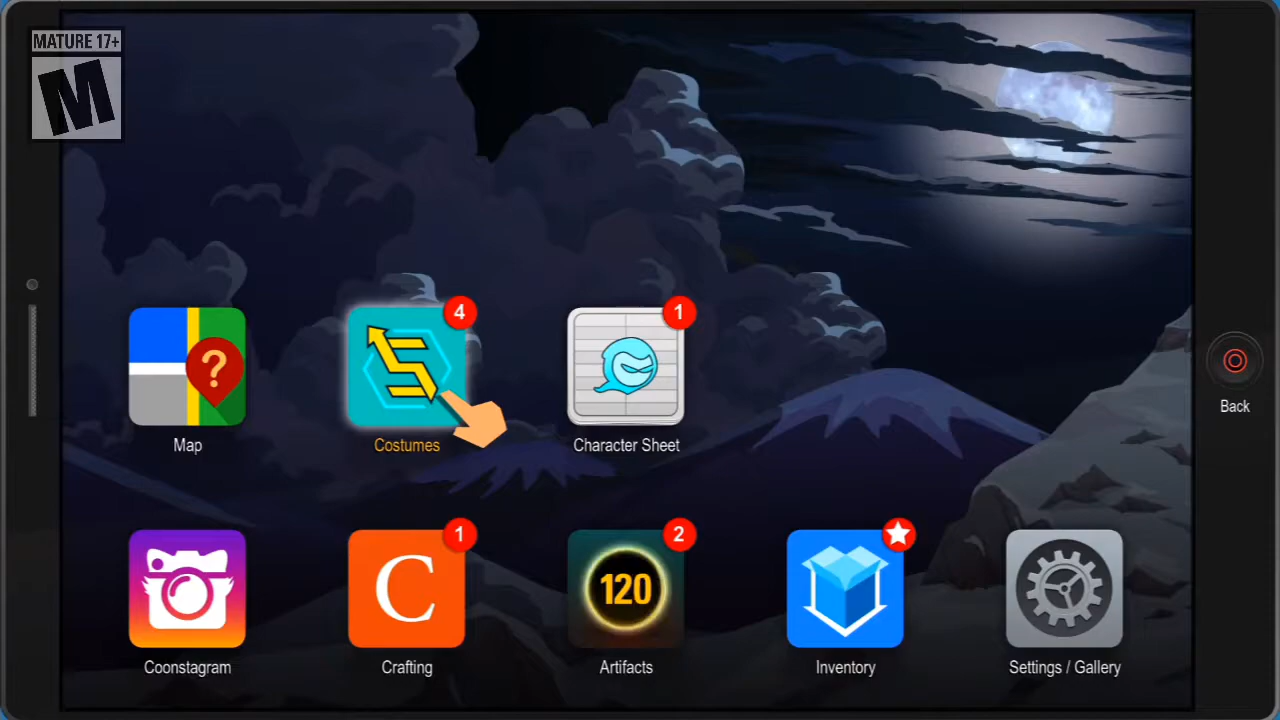 MATURE 17+
M
4
1
?
Back
Map
Costumes
Character Sheet
1
2
C
120
Coonstagram
Crafting
Artifacts
Inventory
Settings / Gallery